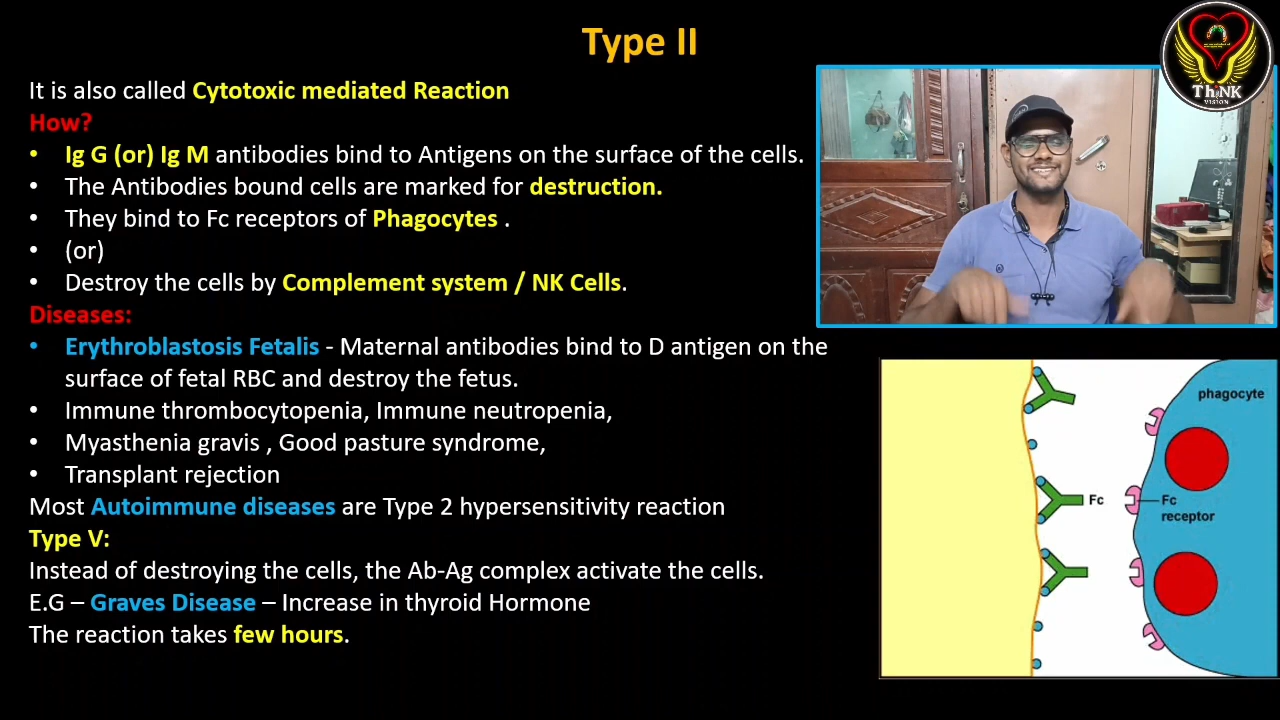 Type II
ThiNK
VISION
It is also called Cytotoxic mediated Reaction
How?
• Ig G (or) Ig M antibodies bind to Antigens on the surface of the cells.
• The Antibodies bound cells are marked for destruction.
• They bind to Fc receptors of Phagocytes .
• (or)
• Destroy the cells by Complement system / NK Cells.
Diseases:
• Erythroblastosis Fetalis - Maternal antibodies bind to D antigen on the
surface of fetal RBC and destroy the fetus.
• Immune thrombocytopenia, Immune neutropenia,
• Myasthenia gravis , Good pasture syndrome,
• Transplant rejection
Most Autoimmune diseases are Type 2 hypersensitivity reaction
Type V:
Instead of destroying the cells, the Ab-Ag complex activate the cells.
E.G – Graves Disease – Increase in thyroid Hormone
The reaction takes few hours.
phagocyte
Fc
Fc
receptor